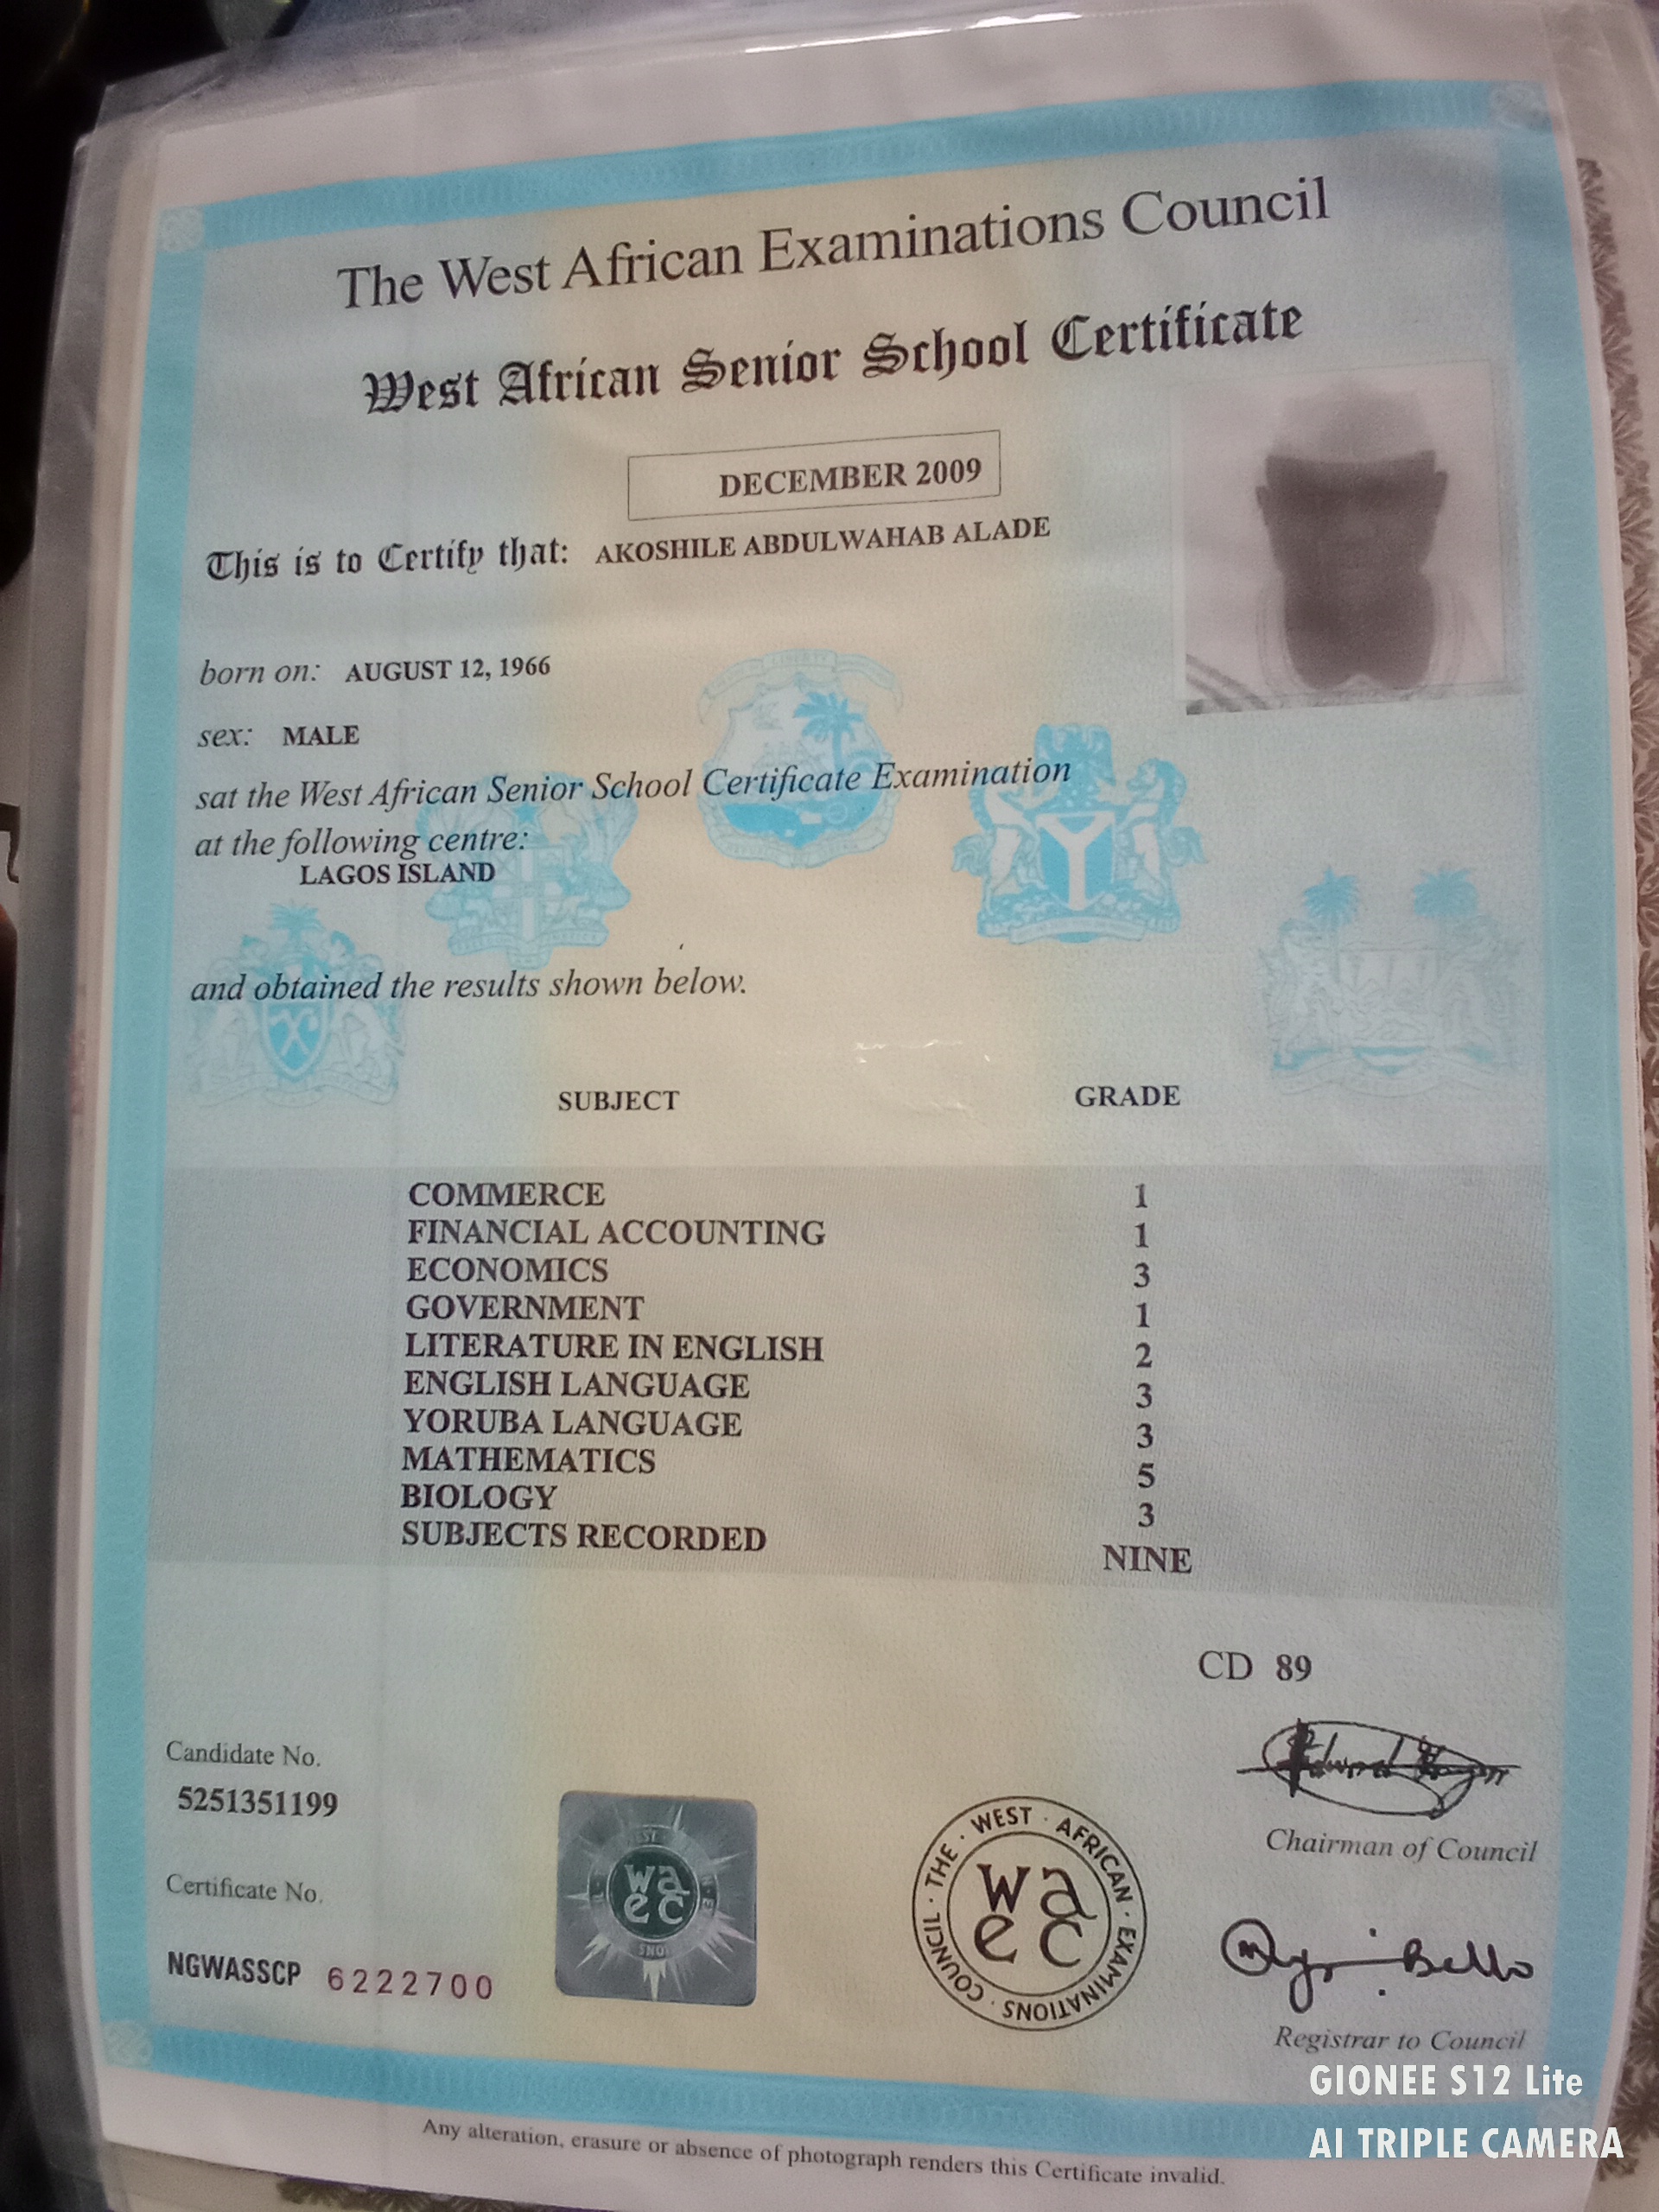 The West African Examinations Council
West African Senior School Certificate
DECEMBER 2009
This is to Certify that: AKOSHILE ABDULWAHAB ALADE
born on: AUGUST 12, 1966
sex: MALE
sat the West African Senior School Certificate Examination
at the following centre:
LAGOS ISLAND
and obtained the results shown below.
SUBJECT GRADE
COMMERCE 1
FINANCIAL ACCOUNTING 1
ECONOMICS 3
GOVERNMENT 1
LITERATURE IN ENGLISH 2
ENGLISH LANGUAGE 3
YORUBA LANGUAGE 3
MATHEMATICS 5
BIOLOGY 3
SUBJECTS RECORDED NINE
CD 89
Candidate No.
5251351199
Chairman of Council
Certificate No.
NGWASSCP 6222700
waec
THE · WEST · AFRICAN · EXAMINATIONS · COUNCIL ·
waec
Bello
Registrar to Council
Any alteration, erasure or absence of photograph renders this Certificate invalid.
GIONEE S12 Lite
AI TRIPLE CAMERA